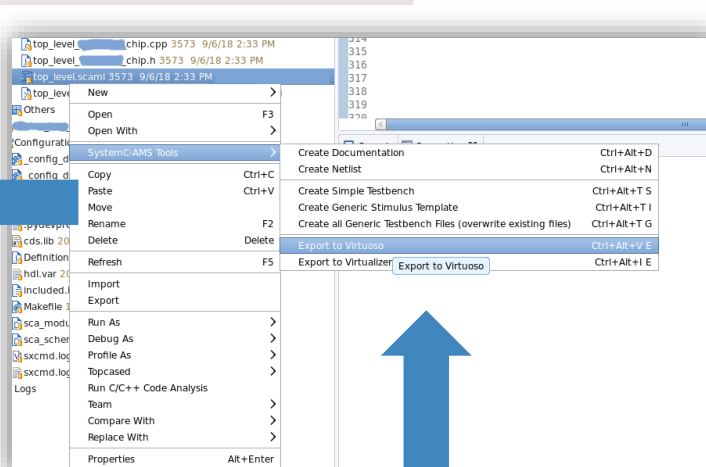 top_level_ chip.cpp 3573 9/6/18 2:33 PM
top_level_ chip.h 3573 9/6/18 2:33 PM
top_level.scaml 3573 9/6/18 2:33 PM
top_leve
Others
Configuratio
_config_d
_config_d
.pydevpro
cds.lib 20
Definition
hdl.var 20
included.l
Makefile 1
sca_modu
sca_scher
sxcmd.log
sxcmd.log
Logs
New
Open F3
Open With
SystemC-AMS Tools
Copy Ctrl+C
Paste Ctrl+V
Move
Rename F2
Delete Delete
Refresh F5
Import
Export
Run As
Debug As
Profile As
Topcased
Run C/C++ Code Analysis
Team
Compare With
Replace With
Properties Alt+Enter
314
315
316
317
318
319
320
Create Documentation Ctrl+Alt+D
Create Netlist Ctrl+Alt+N
Create Simple Testbench Ctrl+Alt+T S
Create Generic Stimulus Template Ctrl+Alt+T I
Create all Generic Testbench Files (overwrite existing files) Ctrl+Alt+T G
Export to Virtuoso Ctrl+Alt+V E
Export to Virtualizer Ctrl+Alt+I E
Export to Virtuoso